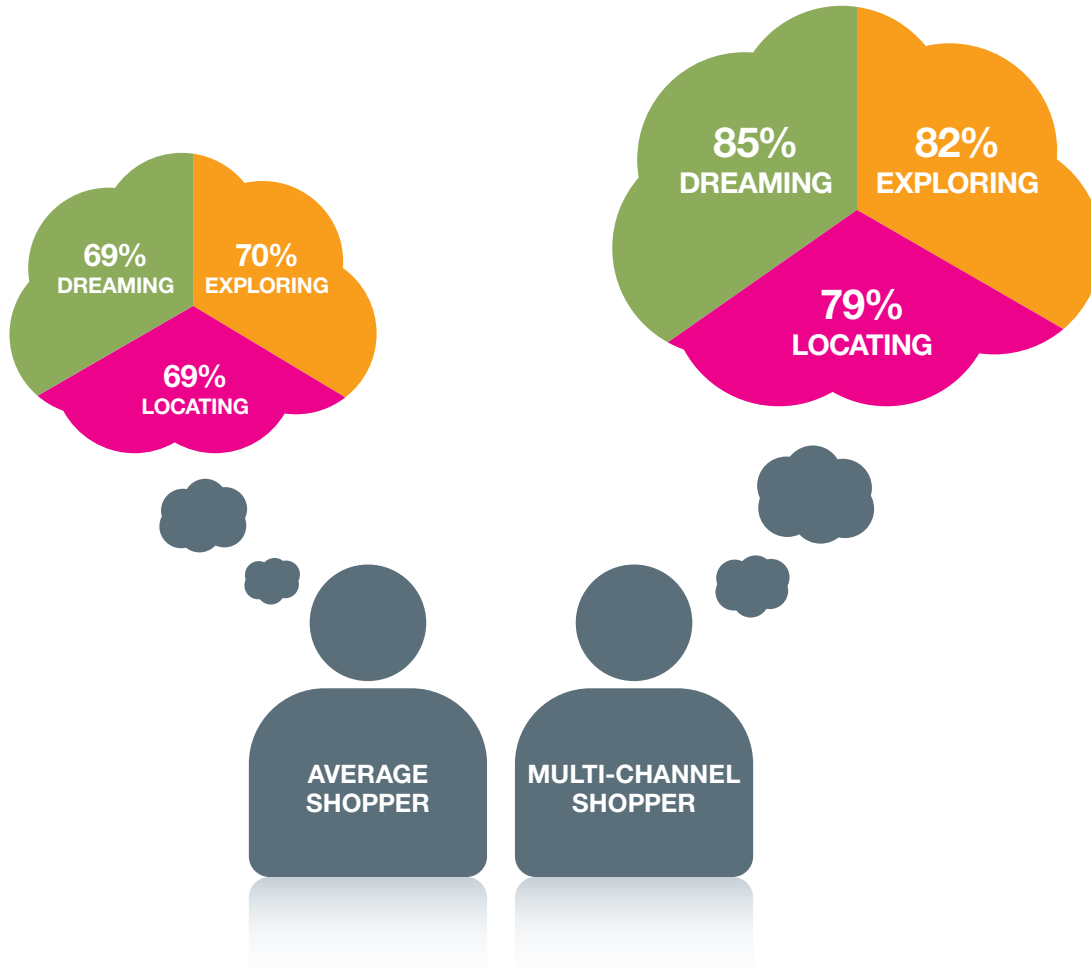 69%
DREAMING
70%
EXPLORING
69%
LOCATING
85%
DREAMING
82%
EXPLORING
79%
LOCATING
AVERAGE
SHOPPER
MULTI-CHANNEL
SHOPPER